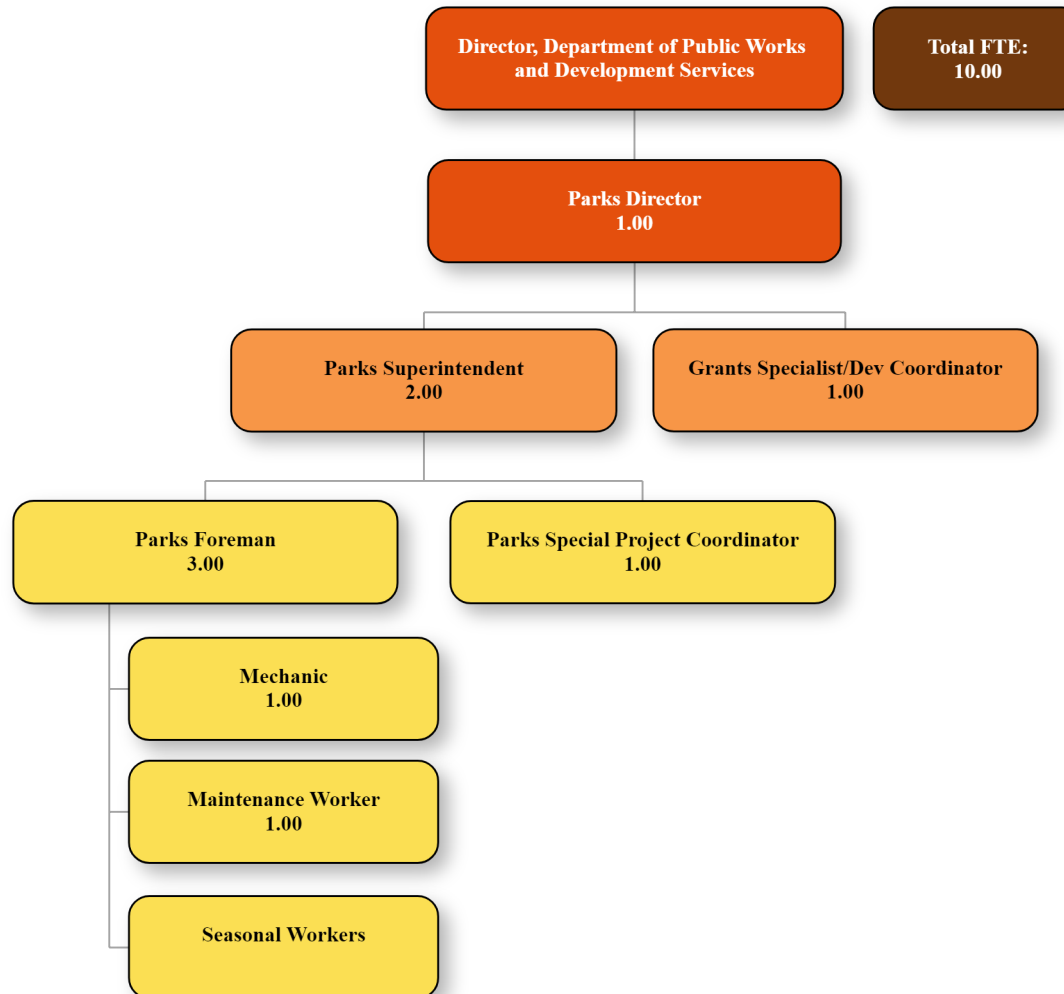 Director, Department of Public Works
and Development Services
Total FTE:
10.00
Parks Director
1.00
Parks Superintendent
2.00
Grants Specialist/Dev Coordinator
1.00
Parks Foreman
3.00
Parks Special Project Coordinator
1.00
Mechanic
1.00
Maintenance Worker
1.00
Seasonal Workers